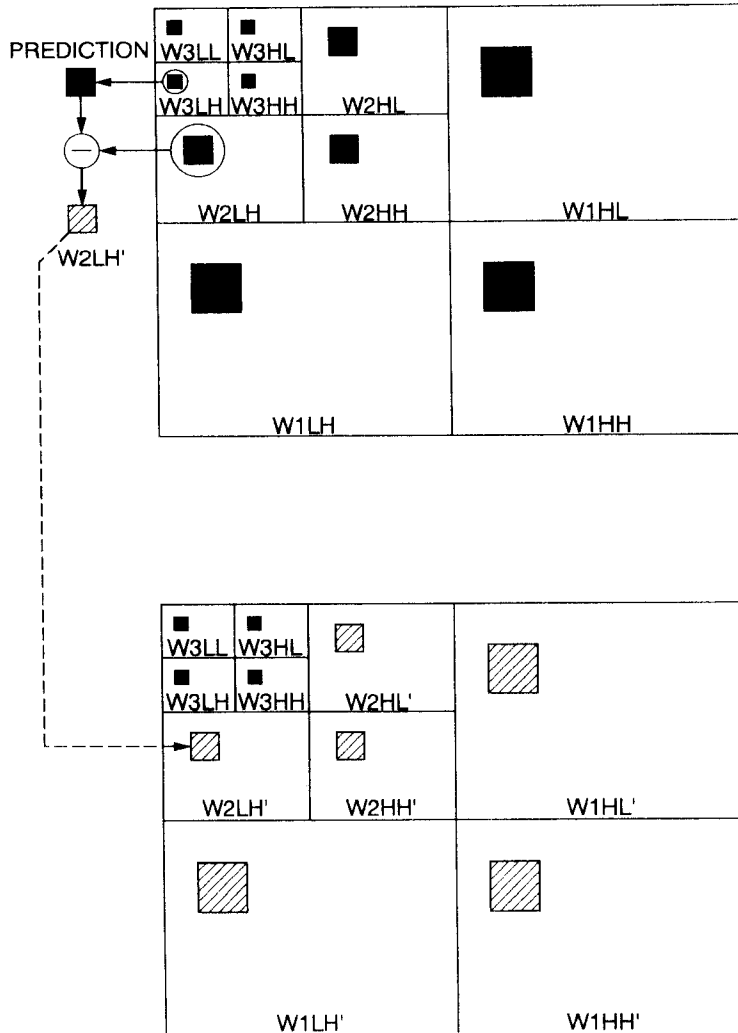 W3LL W3HL
PREDICTION
W3LH W3HH W2HL
W2LH W2HH W1HL
W2LH'
W1LH W1HH
W3LL W3HL
W3LH W3HH W2HL'
W2LH' W2HH' W1HL'
W1LH' W1HH'